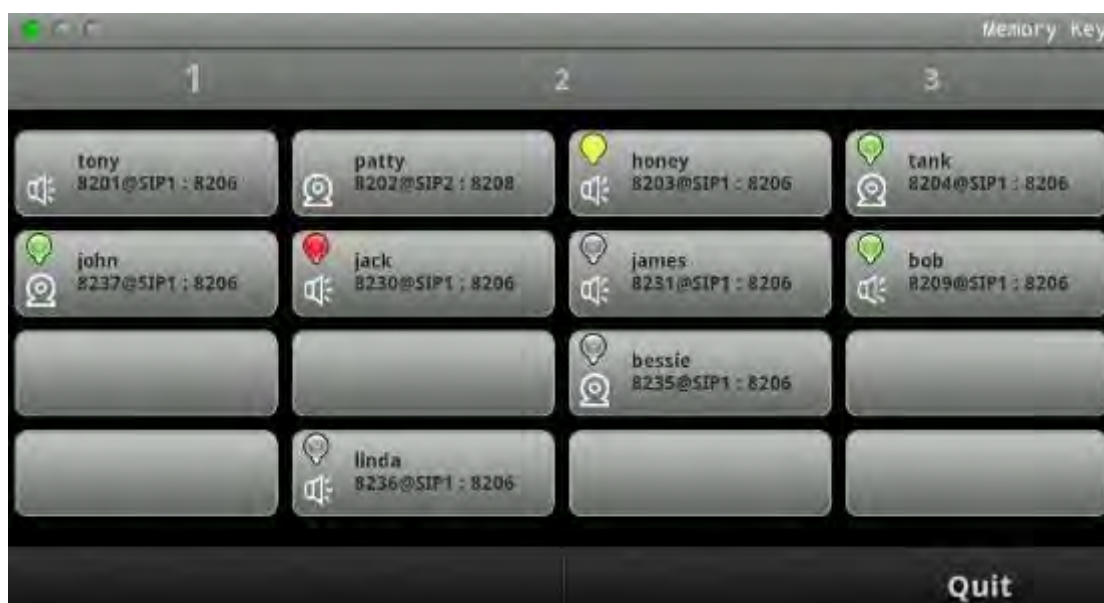 Memory Key
1
2
3
tony
8201@SIP1 : 8206
patty
8202@SIP2 : 8208
honey
8203@SIP1 : 8206
tank
8204@SIP1 : 8206
john
8237@SIP1 : 8206
jack
8230@SIP1 : 8206
james
8231@SIP1 : 8206
bob
8209@SIP1 : 8206
bessie
8235@SIP1 : 8206
linda
8236@SIP1 : 8206
Quit